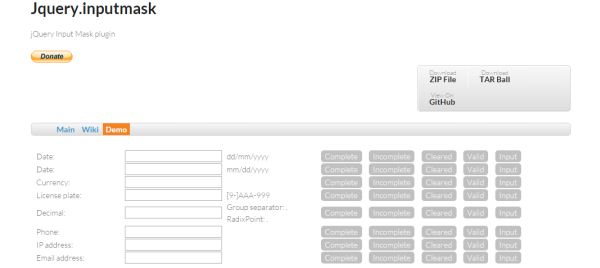 Jquery.inputmask
jQuery Input Mask plugin
Donate
Download
ZIP File
Download
TAR Ball
View On
GitHub
Main Wiki Demo
Date: dd/mm/yyyy Complete Incomplete Cleared Valid Input
Date: mm/dd/yyyy Complete Incomplete Cleared Valid Input
Currency: Complete Incomplete Cleared Valid Input
License plate: [9-]AAA-999 Complete Incomplete Cleared Valid Input
Decimal: Group separator: . Complete Incomplete Cleared Valid Input
RadixPoint: .
Phone: Complete Incomplete Cleared Valid Input
IP address: Complete Incomplete Cleared Valid Input
Email address: Complete Incomplete Cleared Valid Input